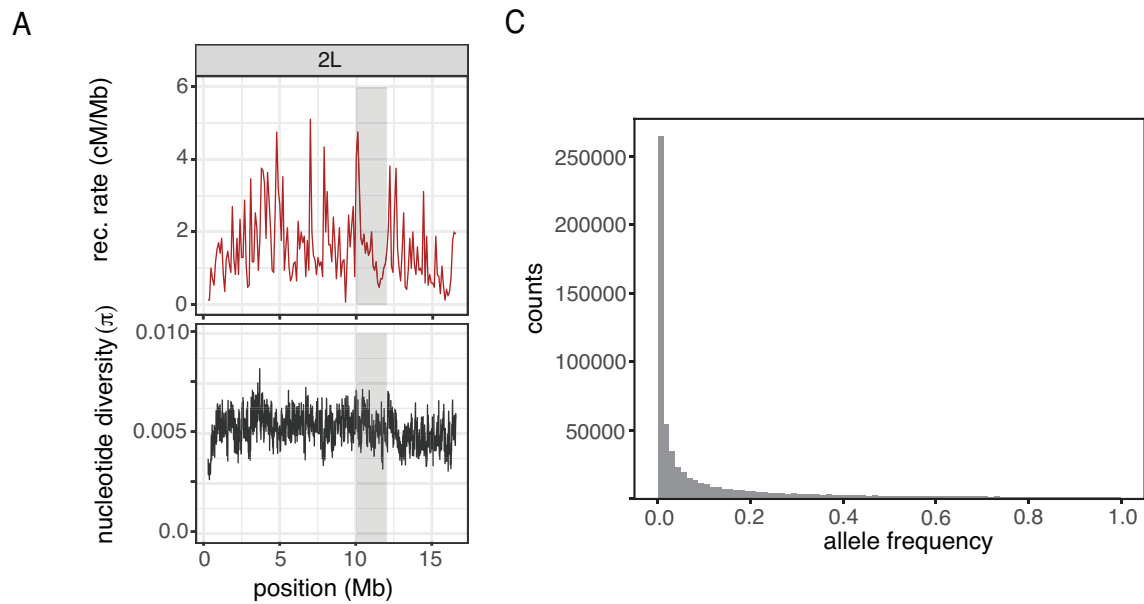 A
2L
rec. rate (cM/Mb)
6
4
2
0
nucleotide diversity (π)
0.010
0.005
0.0
0 5 10 15
position (Mb)
C
counts
250000
200000
150000
100000
50000
0.0 0.2 0.4 0.6 0.8 1.0
allele frequency